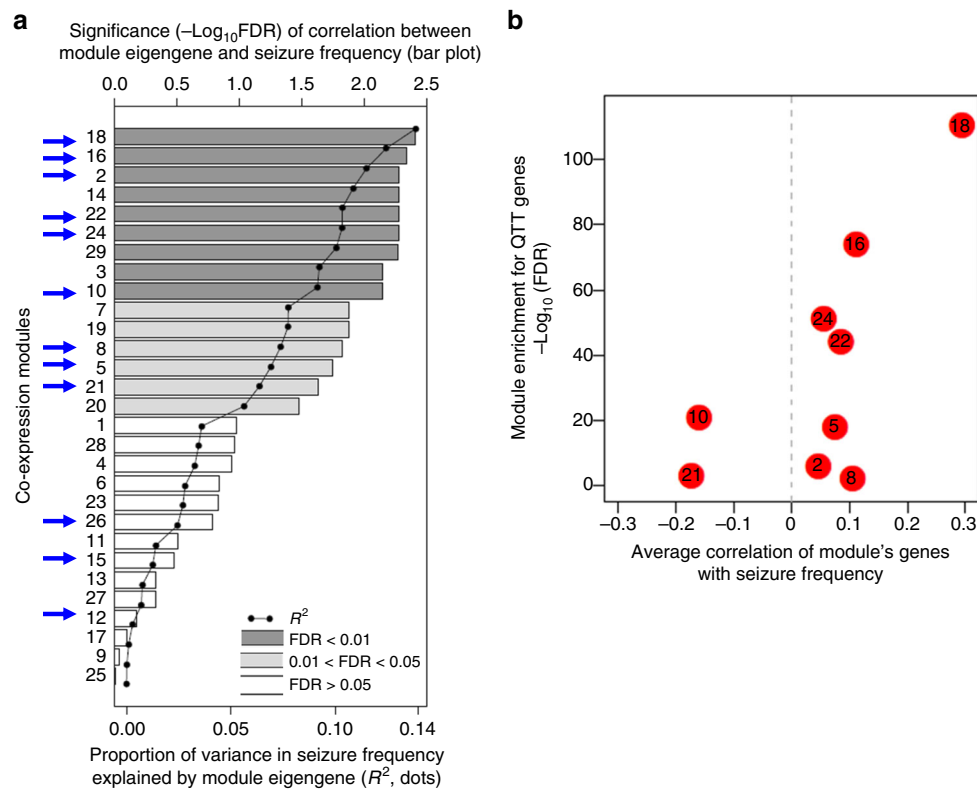 a
Significance (–Log10FDR) of correlation between
module eigengene and seizure frequency (bar plot)
0.0 0.5 1.0 1.5 2.0 2.5
Co-expression modules
18
16
2
14
22
24
29
3
10
7
19
8
5
21
20
1
28
4
6
23
26
11
15
13
27
12
17
9
25
R2
FDR < 0.01
0.01 < FDR < 0.05
FDR > 0.05
0.00 0.05 0.10 0.14
Proportion of variance in seizure frequency
explained by module eigengene (R2, dots)
b
Module enrichment for QTT genes
–Log10 (FDR)
100
80
60
40
20
0
18
16
24
22
10
5
2
21
8
–0.3 –0.2 –0.1 0 0.1 0.2 0.3
Average correlation of module's genes
with seizure frequency